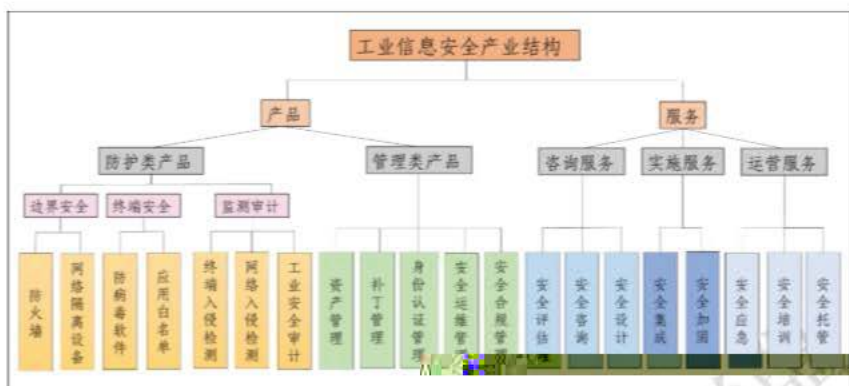 工业信息安全产业结构
产品
服务
防护类产品
管理类产品
咨询服务
实施服务
运营服务
边界安全
终端安全
监测审计
防火墙
网络隔离设备
防病毒软件
应用白名单
终端入侵检测
网络入侵检测
工业安全审计
资产管理
补丁管理
身份认证管理
安全运维管
安全合规管理
安全评估
安全咨询
安全设计
安全集成
安全加固
安全应急
安全培训
安全托管